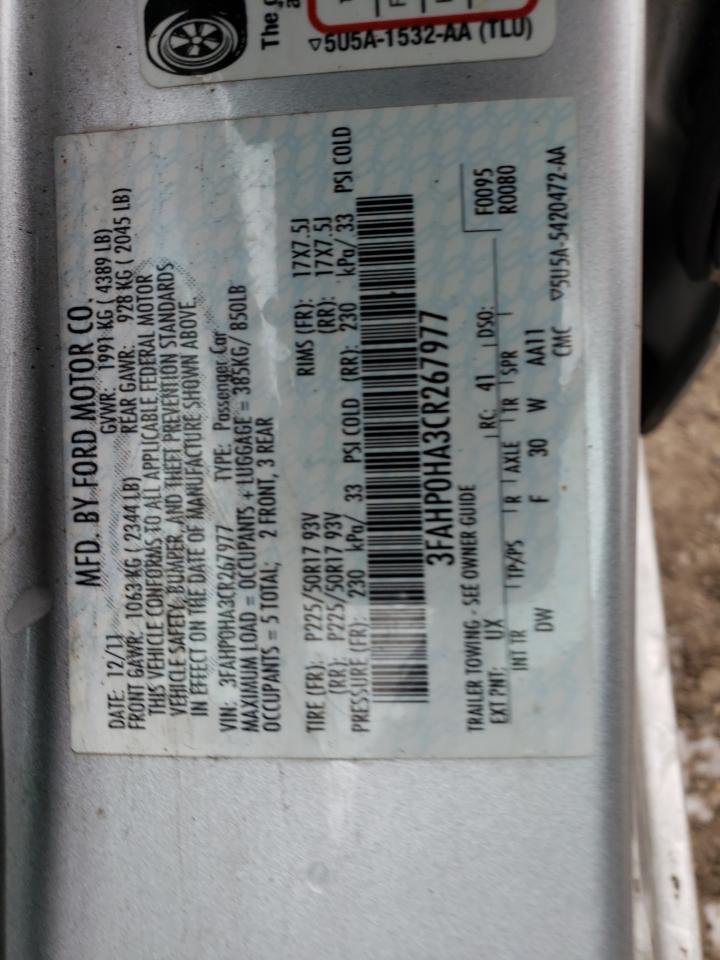 The
▽5U5A-1532-AA (TLU)
MFD. BY FORD MOTOR CO.
DATE: 12/11 GVWR: 1991 KG ( 4389 LB)
FRONT GAWR: 1063 KG ( 2344 LB) REAR GAWR: 928 KG ( 2045 LB)
THIS VEHICLE CONFORMS TO ALL APPLICABLE FEDERAL MOTOR
VEHICLE SAFETY, BUMPER, AND THEFT PREVENTION STANDARDS
IN EFFECT ON THE DATE OF MANUFACTURE SHOWN ABOVE.
VIN: 3FAHP0HA3CR267977 TYPE: Passenger Car
MAXIMUM LOAD = OCCUPANTS + LUGGAGE = 385KG/ 850LB
OCCUPANTS = 5 TOTAL; 2 FRONT, 3 REAR
TIRE (FR): P225/50R17 93V RIMS (FR): 17X7.5J
(RR): P225/50R17 93V (RR): 17X7.5J
PRESSURE (FR): 230 kPa/ 33 PSI COLD (RR): 230 kPa/ 33 PSI COLD
3FAHP0HA3CR267977
TRAILER TOWING - SEE OWNER GUIDE F0095
EXT PNT: UX RC: 41 DSO: R0080
INT TR TP/PS R AXLE TR SPR
DW F 30 W AA11
CMC ▽5U5A-5420472-AA